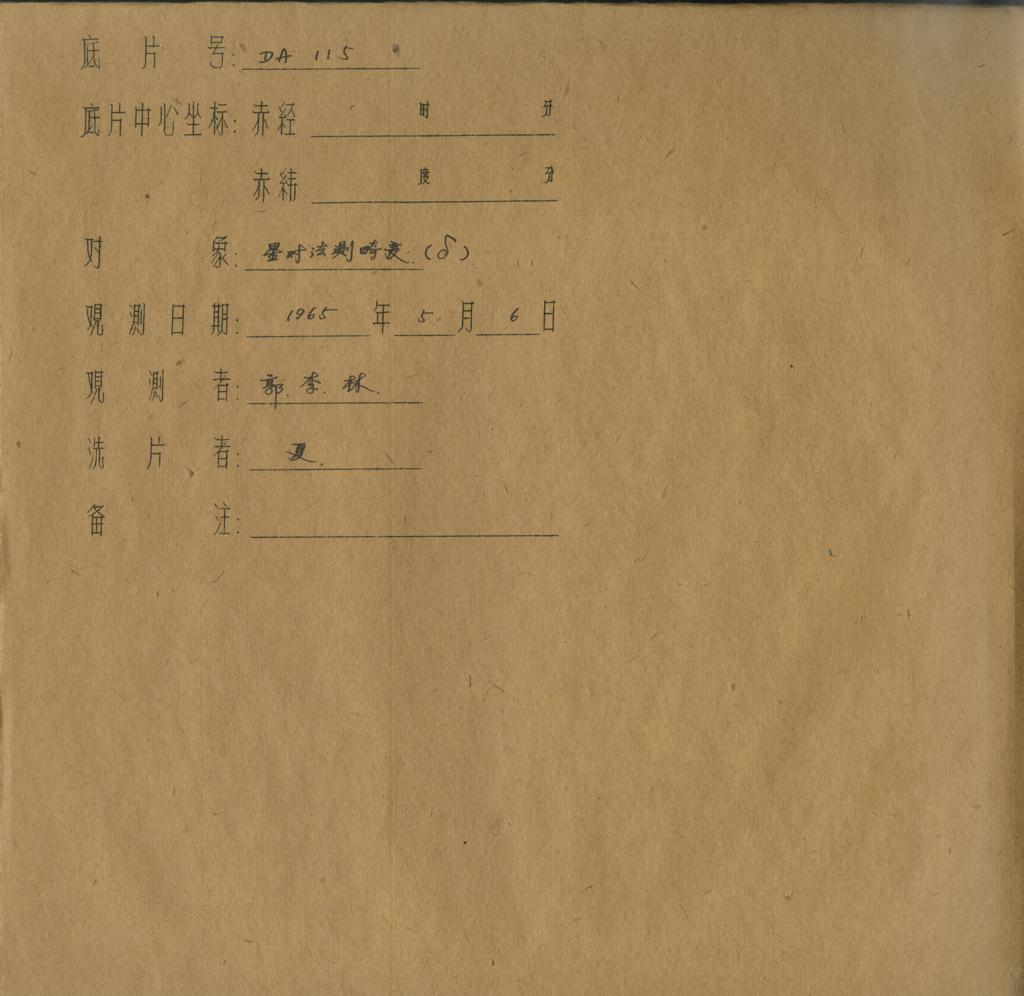 底片号: DA 115
底片中心坐标: 赤经 时 分
赤纬 度 分
对象: 星对法测畸变 (δ)
观测日期: 1965 年 5 月 6 日
观测者: 郭. 李. 林.
洗片者: 夏.
备注: